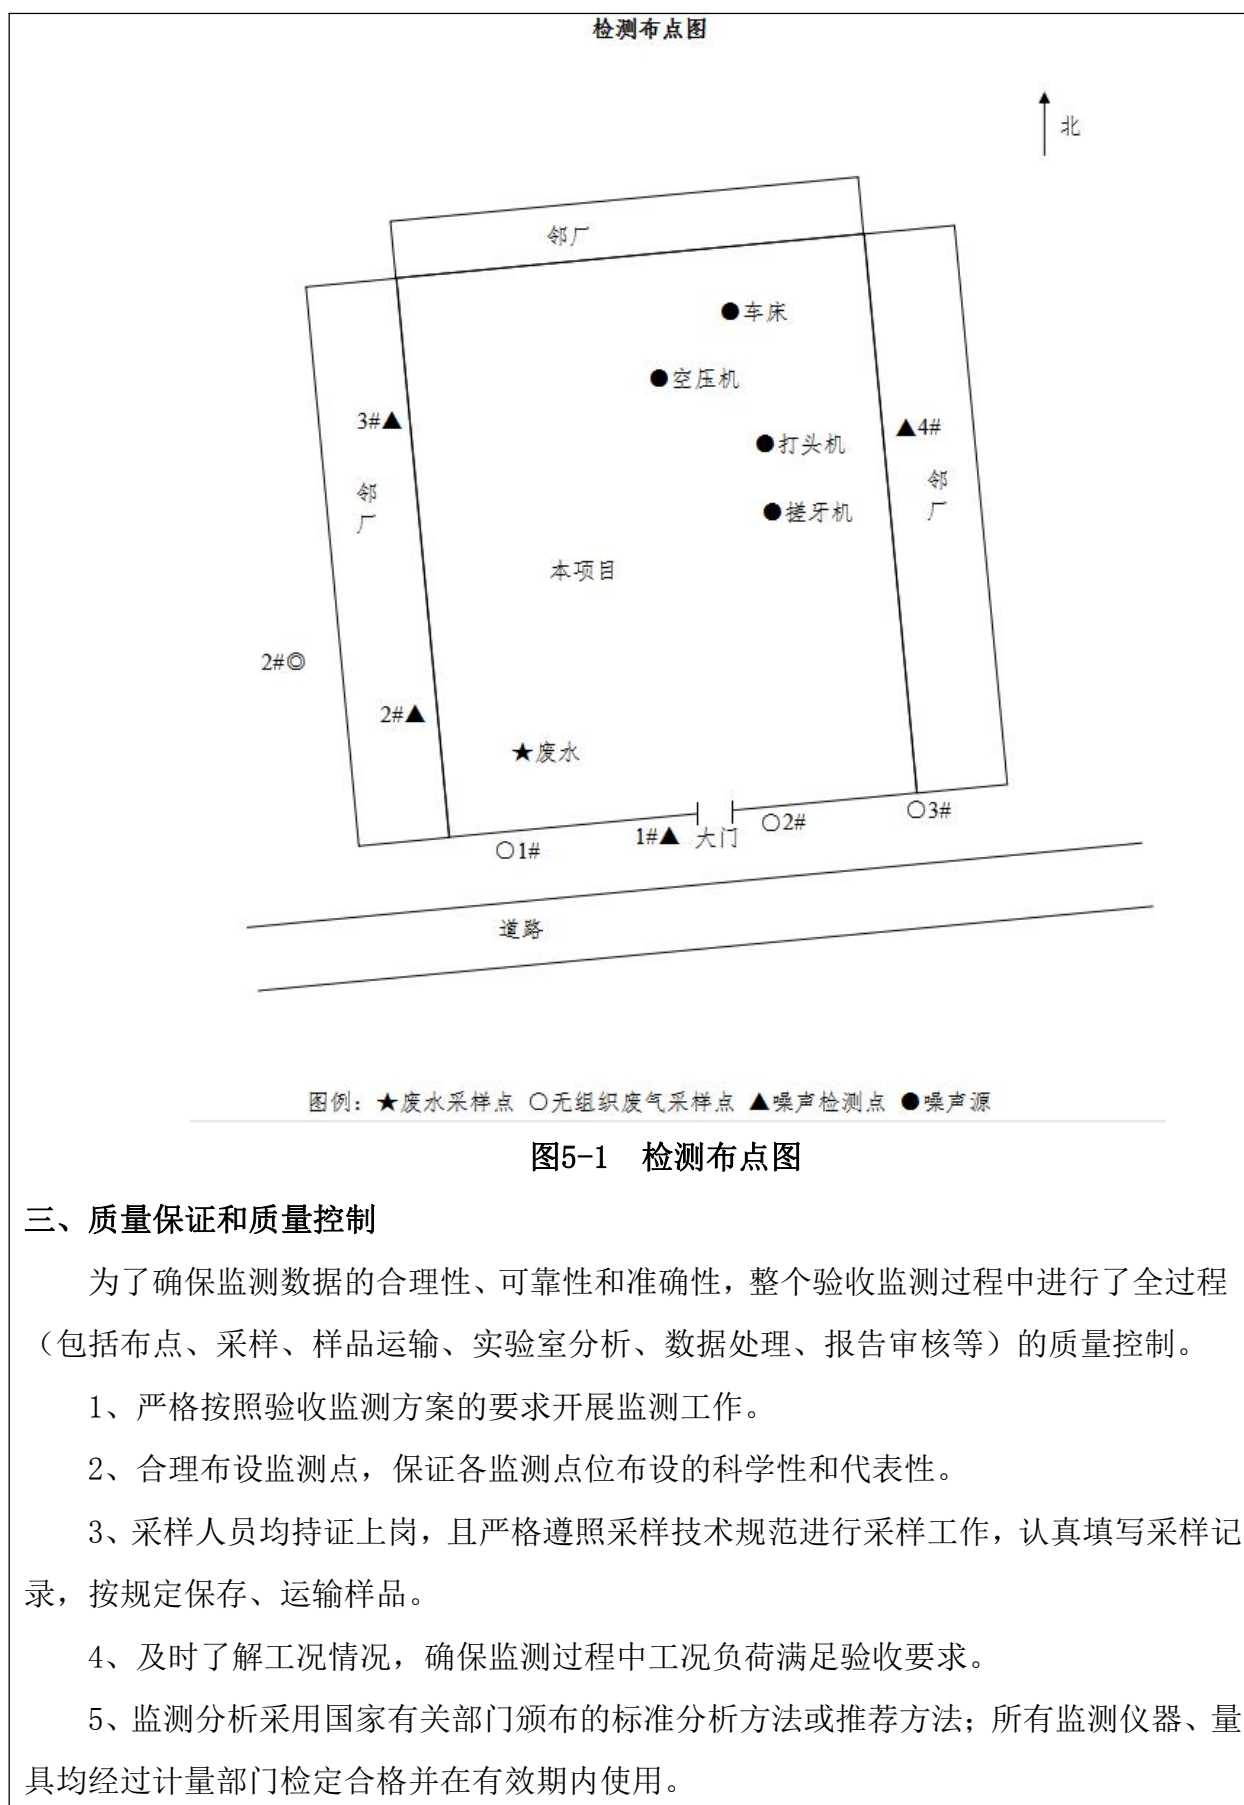 检测布点图
北
邻厂
●车床
●空压机
3#▲
▲4#
●打头机
邻厂
邻厂
●搓牙机
本项目
2#◎
2#▲
★废水
○1#
1#▲
大门
○2#
○3#
道路
图例：★废水采样点 ○无组织废气采样点 ▲噪声检测点 ●噪声源
图5-1 检测布点图
三、质量保证和质量控制
为了确保监测数据的合理性、可靠性和准确性，整个验收监测过程中进行了全过程
（包括布点、采样、样品运输、实验室分析、数据处理、报告审核等）的质量控制。
1、严格按照验收监测方案的要求开展监测工作。
2、合理布设监测点，保证各监测点位布设的科学性和代表性。
3、采样人员均持证上岗，且严格遵照采样技术规范进行采样工作，认真填写采样记
录，按规定保存、运输样品。
4、及时了解工况情况，确保监测过程中工况负荷满足验收要求。
5、监测分析采用国家有关部门颁布的标准分析方法或推荐方法；所有监测仪器、量
具均经过计量部门检定合格并在有效期内使用。